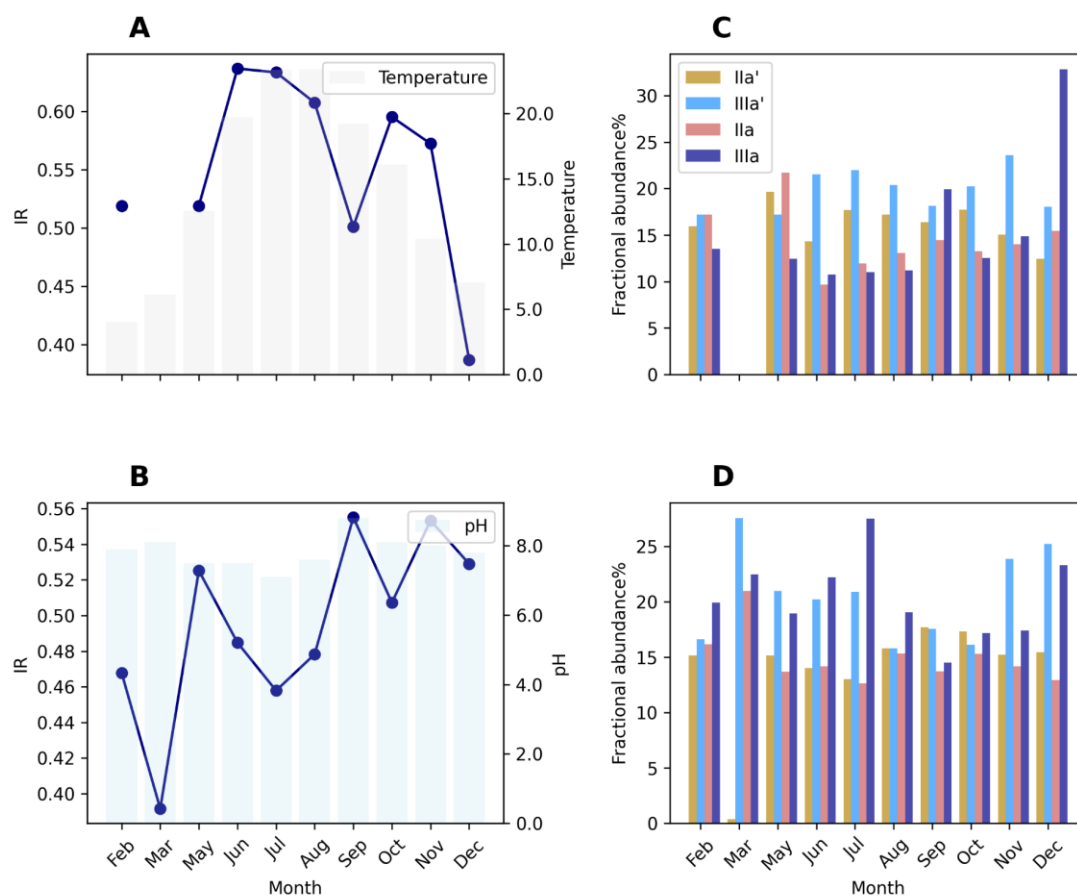 A
IR
0.60
0.55
0.50
0.45
0.40
Temperature
20.0
15.0
10.0
5.0
0.0
Temperature
C
Fractional abundance%
30
25
20
15
10
5
0
IIa'
IIIa'
IIa
IIIa
B
IR
0.56
0.54
0.52
0.50
0.48
0.46
0.44
0.42
0.40
pH
8.0
6.0
4.0
2.0
0.0
pH
Feb Mar May Jun Jul Aug Sep Oct Nov Dec
Month
D
Fractional abundance%
25
20
15
10
5
0
Feb Mar May Jun Jul Aug Sep Oct Nov Dec
Month